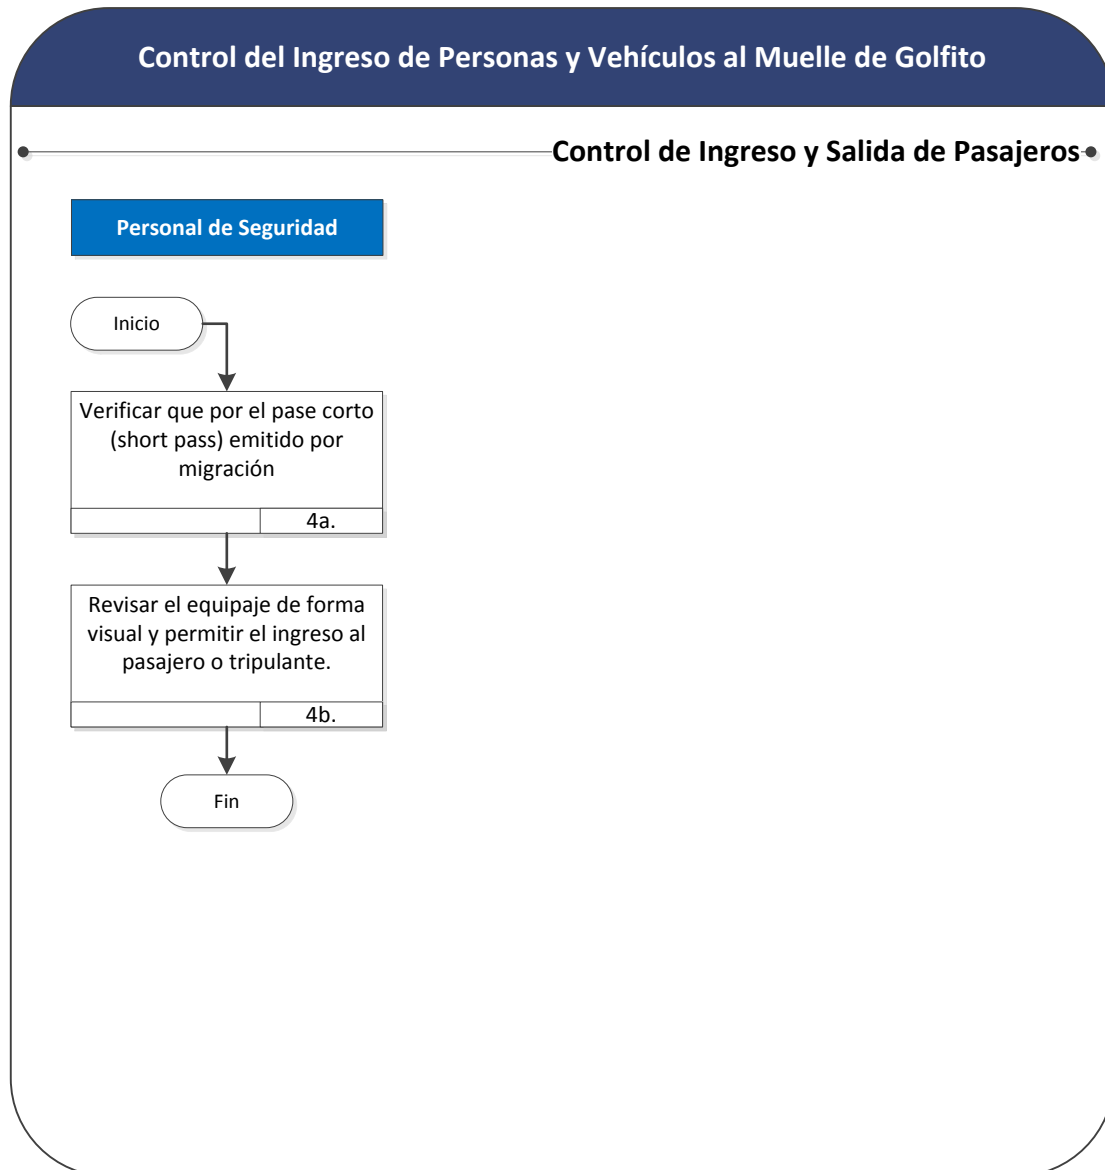 Control del Ingreso de Personas y Vehículos al Muelle de Golfito
Control de Ingreso y Salida de Pasajeros
Personal de Seguridad
Inicio
Verificar que por el pase corto
(short pass) emitido por
migración
4a.
Revisar el equipaje de forma
visual y permitir el ingreso al
pasajero o tripulante.
4b.
Fin